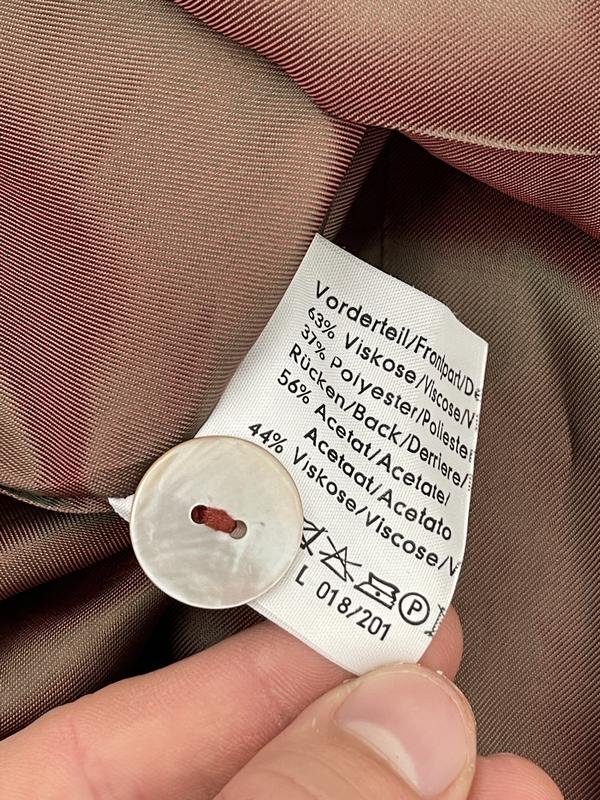 Vorderteil/Frontpart/De
63% Viskose/Viscose/V
37% Polyester/Polieste
Rücken/Back/Derriere/
56% Acetat/Acetate/
Acetaat/Acetato
44% Viskose/Viscose/V
P
L 018/201